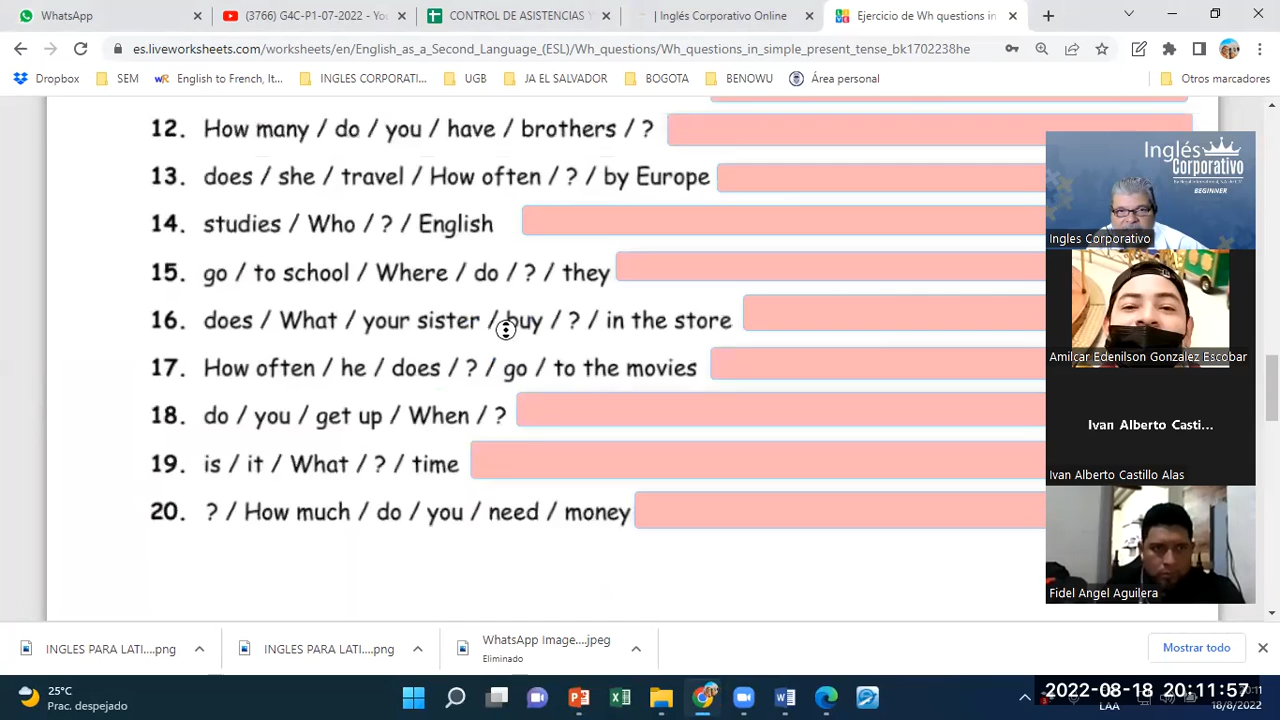 WhatsApp
(3766) G4C-P1-07-2022 - You
CONTROL DE ASISTENCIAS Y
| Inglés Corporativo Online
Ejercicio de Wh questions in
es.liveworksheets.com/worksheets/en/English_as_a_Second_Language_(ESL)/Wh_questions/Wh_questions_in_simple_present_tense_bk1702238he
Dropbox
SEM
English to French, It...
INGLES CORPORATI...
UGB
JA EL SALVADOR
BOGOTA
BENOWU
Área personal
Otros marcadores
12. How many / do / you / have / brothers / ?
13. does / she / travel / How often / ? / by Europe
14. studies / Who / ? / English
15. go / to school / Where / do / ? / they
16. does / What / your sister / buy / ? / in the store
17. How often / he / does / ? / go / to the movies
18. do / you / get up / When / ?
19. is / it / What / ? / time
20. ? / How much / do / you / need / money
Inglés
Corporativo
BEGINNER
Ingles Corporativo
Amilcar Edenilson Gonzalez Escobar
Ivan Alberto Casti...
Ivan Alberto Castillo Alas
Fidel Angel Aguilera
INGLES PARA LATI....png
INGLES PARA LATI....png
WhatsApp Image....jpeg
Eliminado
Mostrar todo
25°C
Prac. despejado
LAA
2022-08-18 20:11:57
18/8/2022